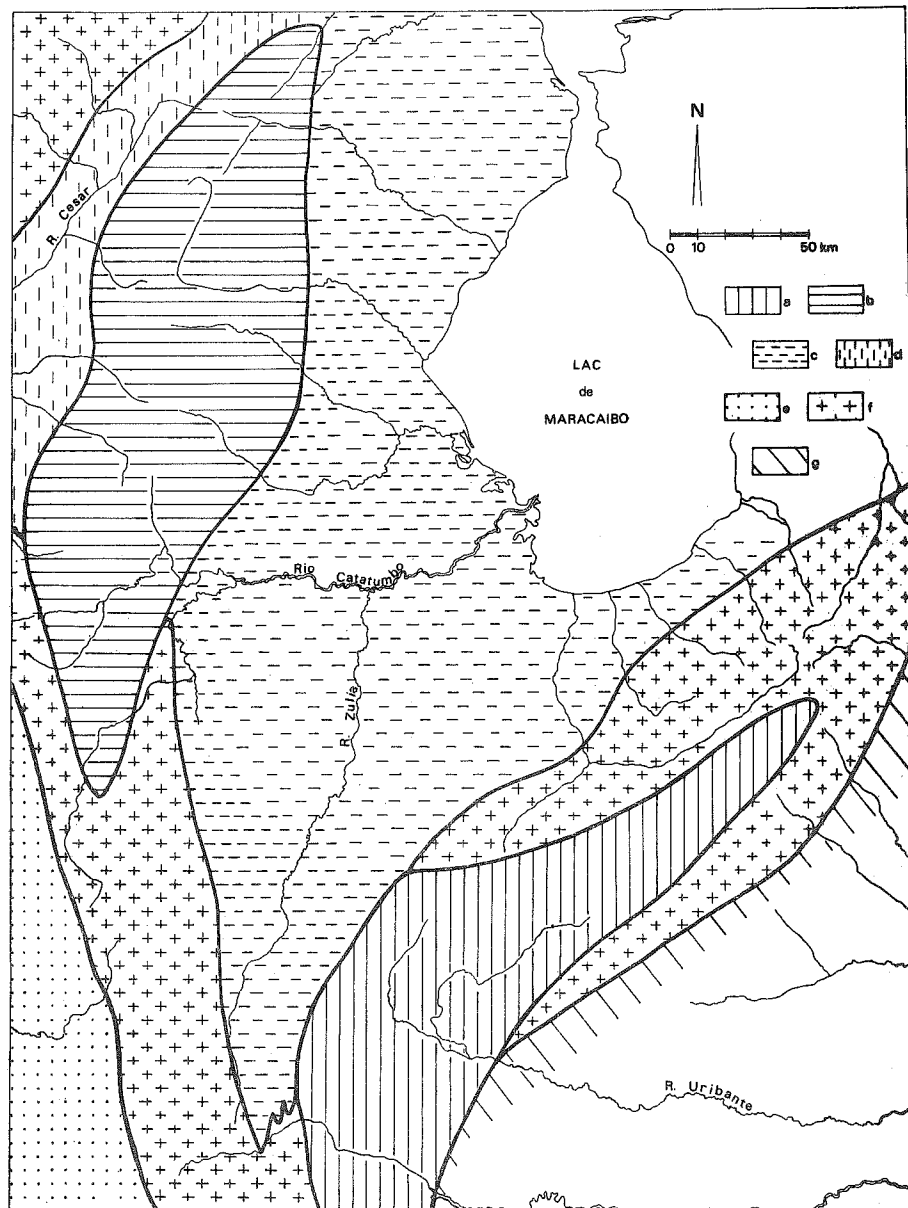 N
0 10 50 km
a b
c d
e f
g
LAC
de
MARACAIBO
R. Cesar
Rio Catatumbo
R. Zulia
R. Uribante